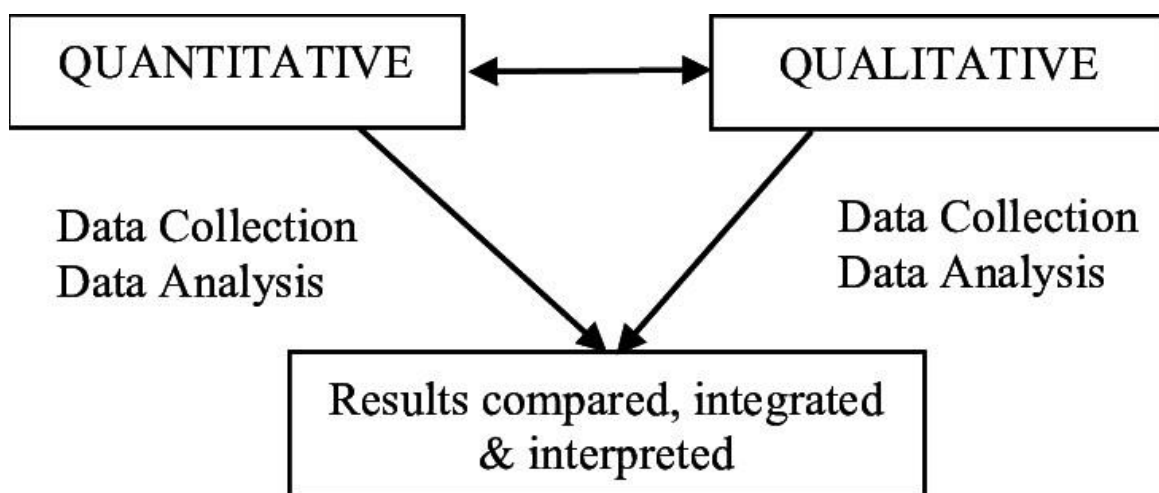 QUANTITATIVE
QUALITATIVE
Data Collection
Data Analysis
Data Collection
Data Analysis
Results compared, integrated
& interpreted